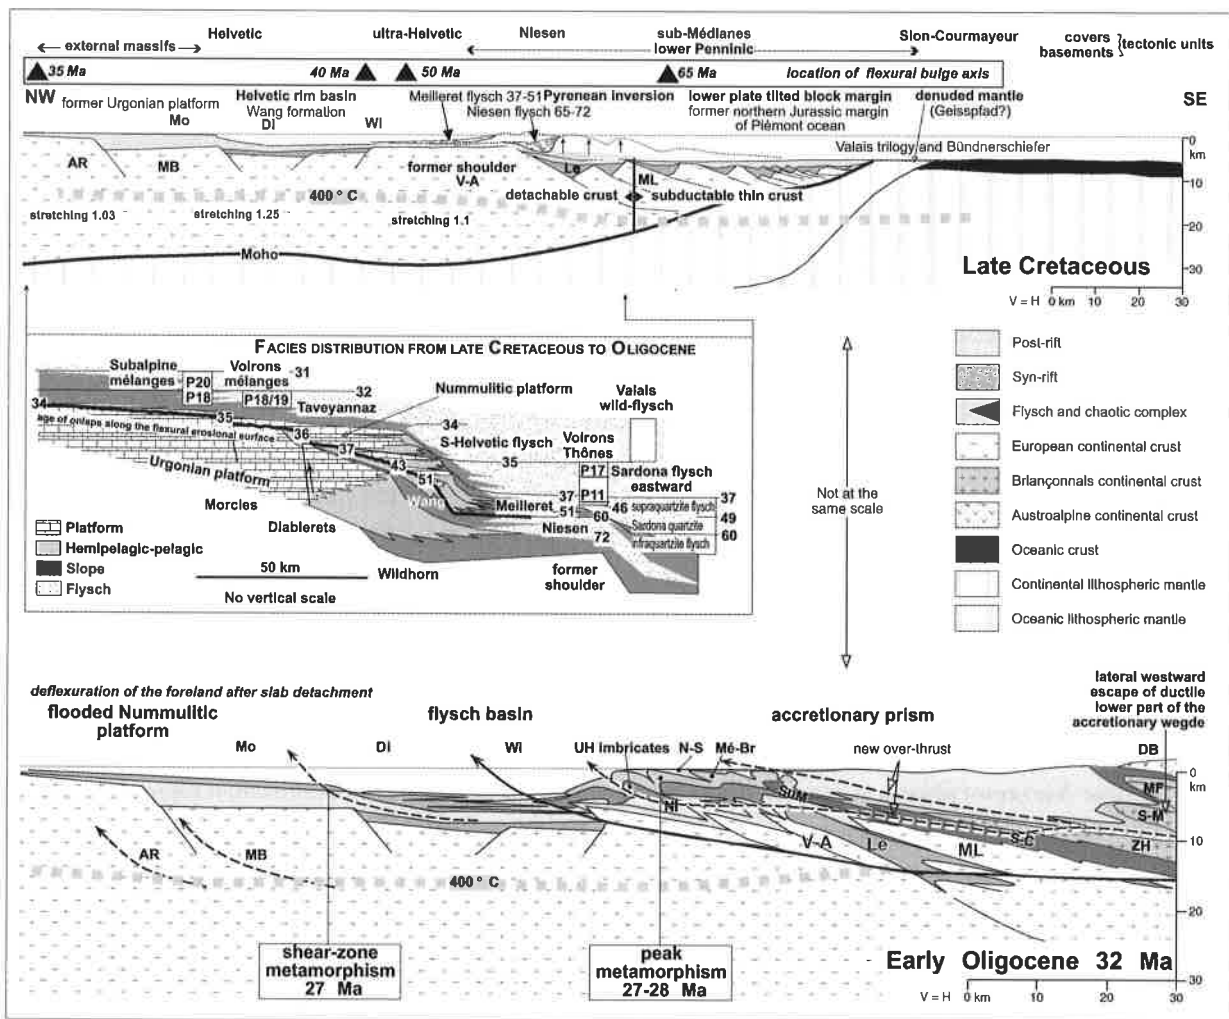 Helvetic ultra-Helvetic Niesen sub-Médianes Sion-Courmayeur covers
external massifs lower Penninic basements tectonic units
35 Ma 40 Ma 50 Ma 65 Ma location of flexural bulge axis
NW former Urgonian platform Helvetic rim basin Meilleret flysch 37-51 Pyrenean inversion lower plate tilted block margin denuded mantle SE
Wang formation Niesen flysch 65-72 former northern Jurassic margin (Geisspfad?)
of Piémont ocean
Mo DI WI
Valais trilogy and Bündnerschiefer
0
km
10
20
30
AR MB former shoulder Le ML
V-A
400° C detachable crust subductable thin crust
stretching 1.03 stretching 1.25 stretching 1.1
Moho
Late Cretaceous
V = H 0 km 10 20 30
FACIES DISTRIBUTION FROM LATE CRETACEOUS TO OLIGOCENE
Subalpine Voirons 31
mélanges mélanges
P20 32
P18 P18/19
Taveyannaz
Nummulitic platform
Valais
wild-flysch
34 35 36 37 43 51
34
35
age of onlaps along the flexural erosional surface
S-Helvetic flysch Volrons
Thônes
P17 Sardona flysch
eastward
P11
Urgonian platform
Wang
Meilleret 37 46 supraquartzite flysch 37
51 60 Sardona quartzite 49
Niesen 72 infraquartzite flysch 60
Morcles
Diablerets
Wildhorn
former
shoulder
Platform
Hemipelagic-pelagic
Slope
Flysch
50 km
No vertical scale
Not at the
same scale
Post-rift
Syn-rift
Flysch and chaotic complex
European continental crust
Briançonnais continental crust
Austroalpine continental crust
Oceanic crust
Continental lithospheric mantle
Oceanic lithospheric mantle
deflexuration of the foreland after slab detachment
flooded Nummulitic
platform
flysch basin
accretionary prism
lateral westward
escape of ductile
lower part of the
accretionary wegde
Mo DI WI UH imbricates N-S Mé-Br new over-thrust DB
0
km
10
20
30
NI SuM MF
S-M
AR MB V-A Le ML S-C ZH
400° C
shear-zone
metamorphism
27 Ma
peak
metamorphism
27-28 Ma
Early Oligocene 32 Ma
V = H 0 km 10 20 30